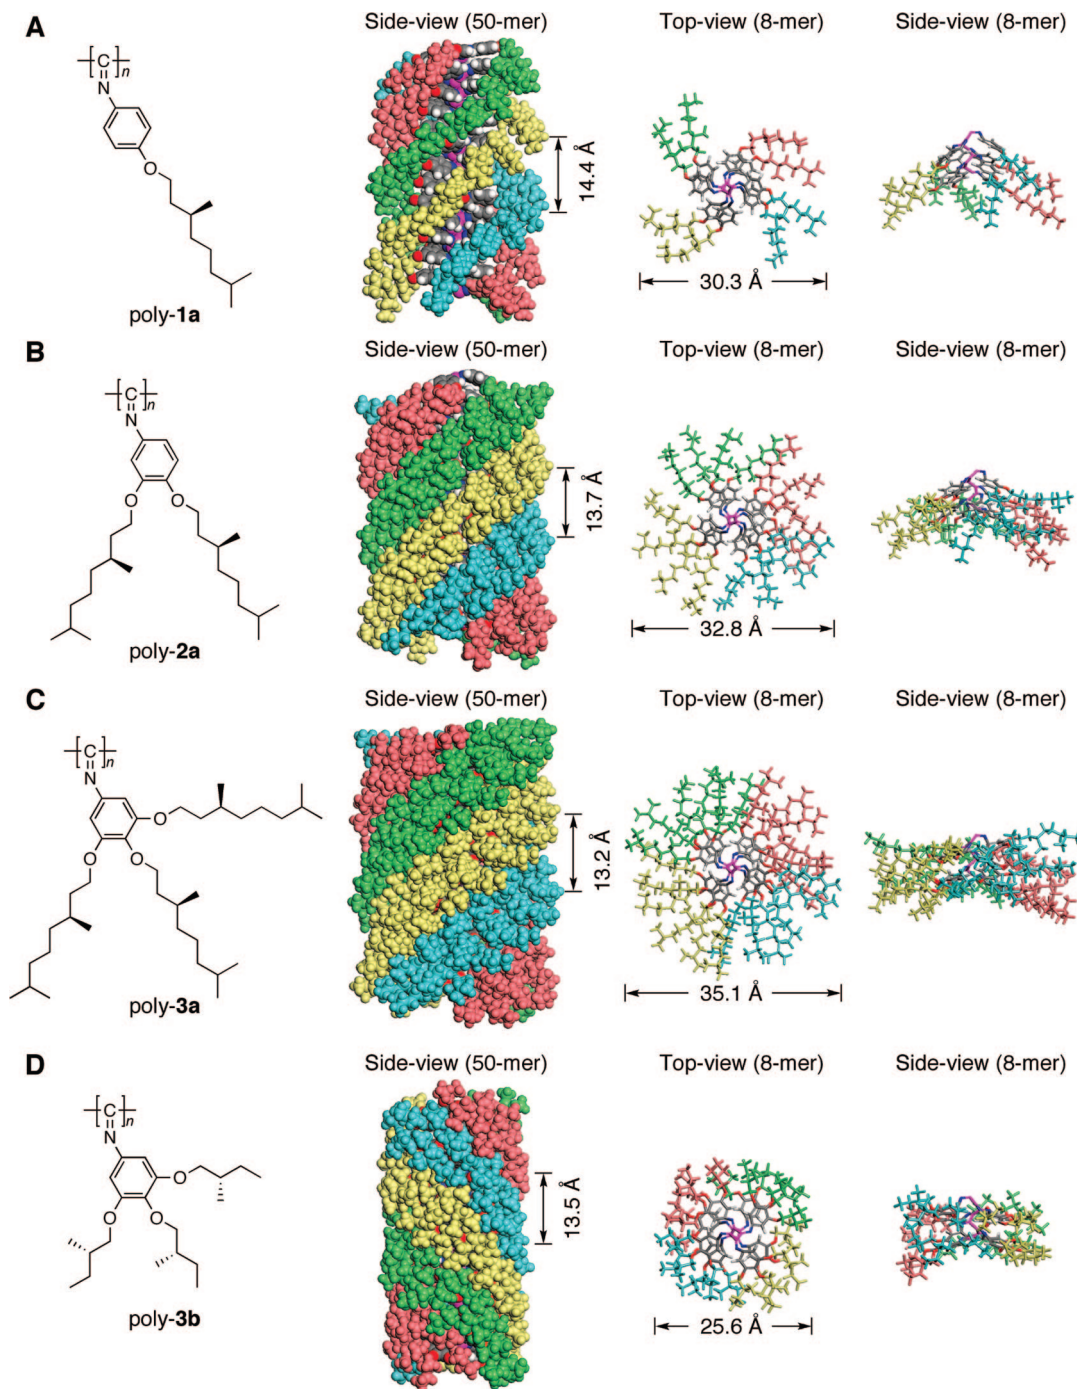 A
Side-view (50-mer)
Top-view (8-mer)
Side-view (8-mer)
[C]n
N
O
poly-1a
14.4 Å
30.3 Å
B
Side-view (50-mer)
Top-view (8-mer)
Side-view (8-mer)
[C]n
N
O O
poly-2a
13.7 Å
32.8 Å
C
Side-view (50-mer)
Top-view (8-mer)
Side-view (8-mer)
[C]n
N
O
O O
poly-3a
13.2 Å
35.1 Å
D
Side-view (50-mer)
Top-view (8-mer)
Side-view (8-mer)
[C]n
N
O
O O
poly-3b
13.5 Å
25.6 Å